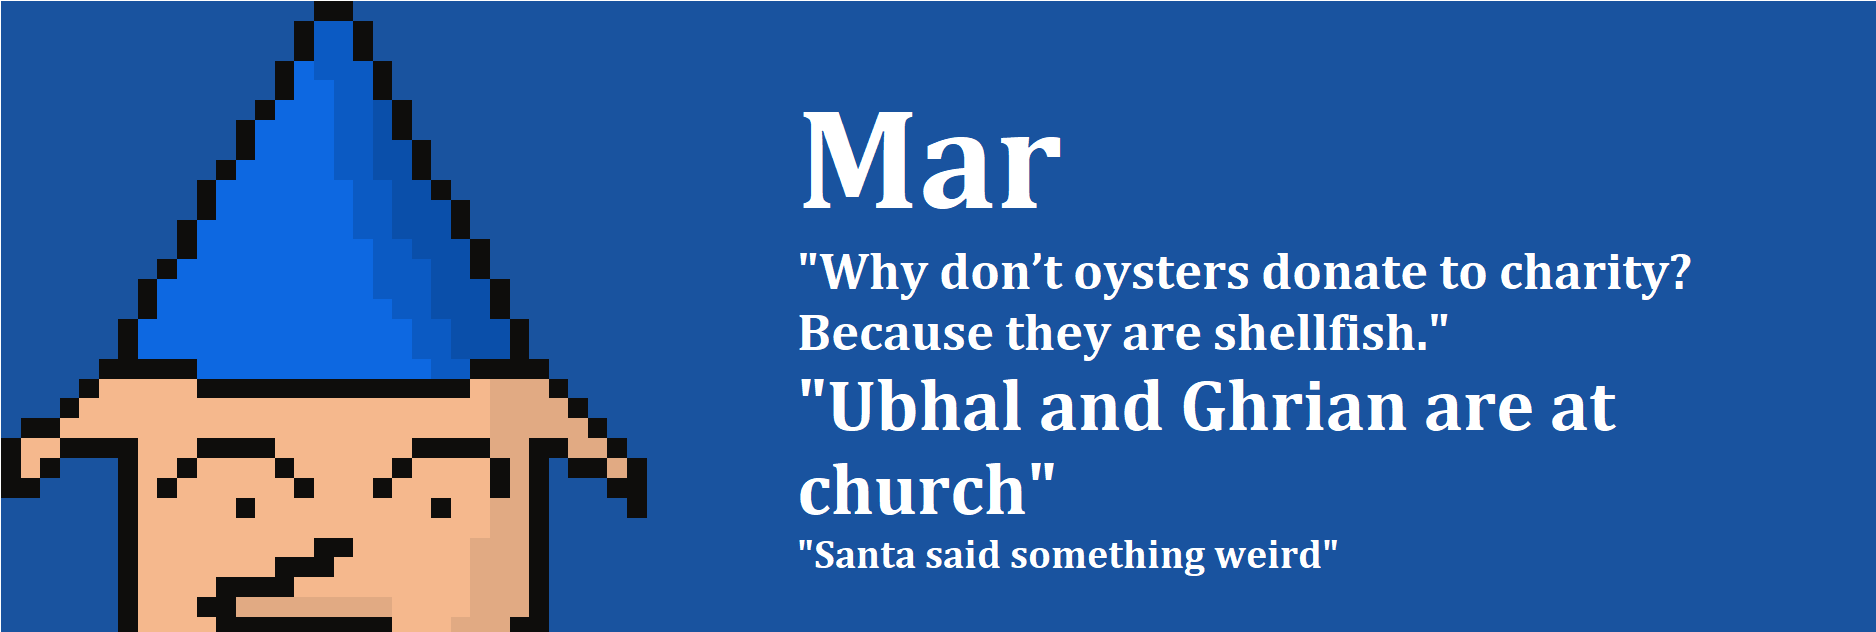 Mar
"Why don’t oysters donate to charity?
Because they are shellfish."
"Ubhal and Ghrian are at
church"
"Santa said something weird"